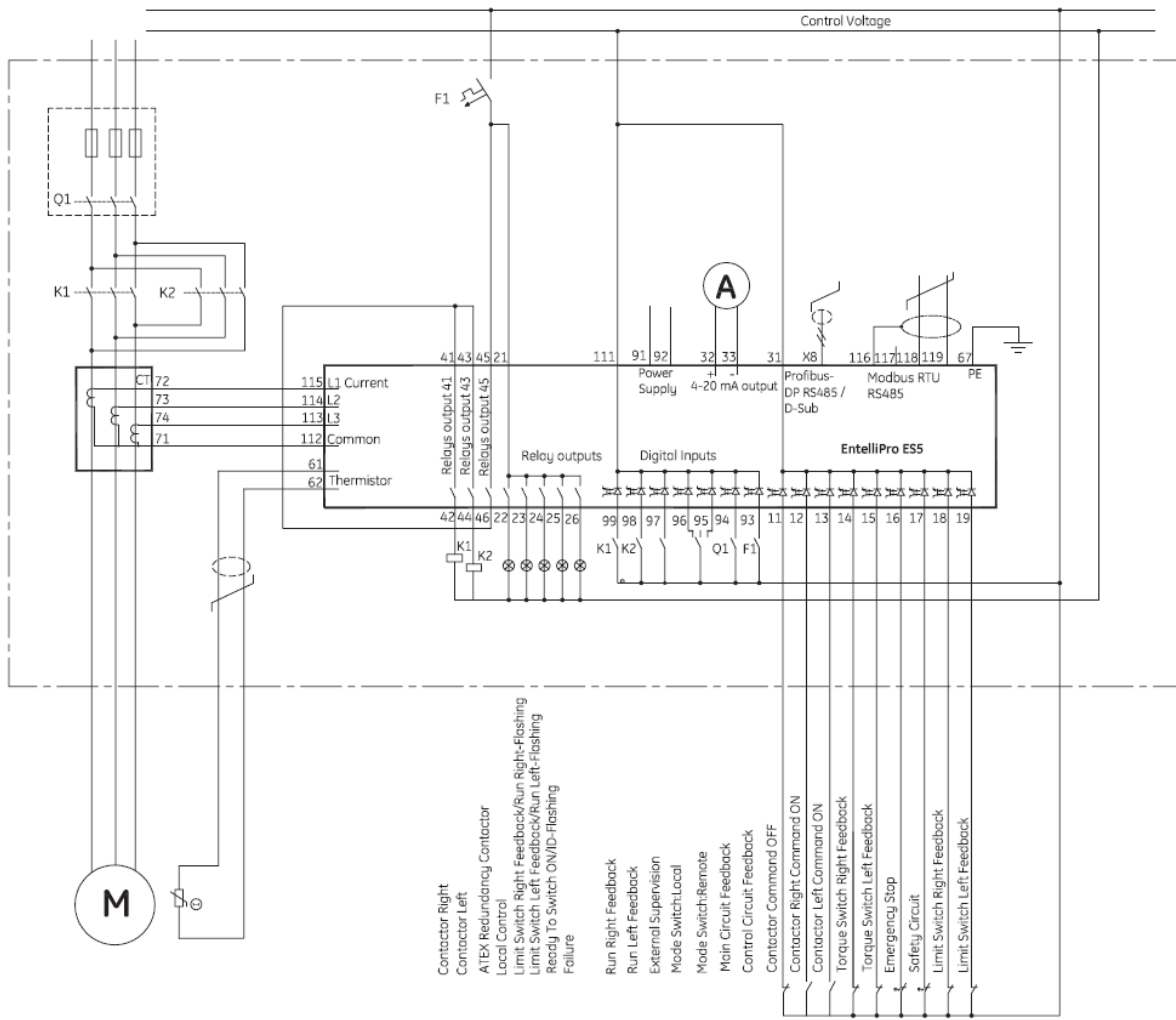 Control Voltage
F1
Q1
K1
K2
A
41 43 45 21
111
91 92
32 33
31
X8
116 117 118 119
67
CT
72
73
74
71
115 L1 Current
114 L2
113 L3
112 Common
61
62 Thermistor
Relays output 41
Relays output 43
Relays output 45
Relay outputs
Power
Supply
+ -
4-20 mA output
Profibus-
DP RS485 /
D-Sub
Modbus RTU
RS485
PE
EntelliPro ES5
Digital Inputs
42 44 46 22 23 24 25 26
99 98 97 96 95 94 93
11 12 13 14 15 16 17 18 19
K1
K2
K1 K2
Q1 F1
M
Contactor Right
Contactor Left
ATEX Redundancy Contactor
Local Control
Limit Switch Right Feedback/Run Right-Flashing
Limit Switch Left Feedback/Run Left-Flashing
Ready To Switch ON/ID-Flashing
Failure
Run Right Feedback
Run Left Feedback
External Supervision
Mode Switch:Local
Mode Switch:Remote
Main Circuit Feedback
Control Circuit Feedback
Contactor Command OFF
Contactor Right Command ON
Contactor Left Command ON
Torque Switch Right Feedback
Torque Switch Left Feedback
Emergency Stop
Safety Circuit
Limit Switch Right Feedback
Limit Switch Left Feedback